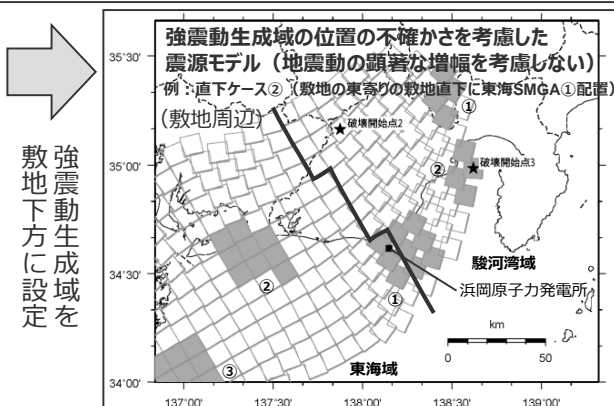 強震動生成域を
敷地下方に設定
強震動生成域の位置の不確かさを考慮した
震源モデル（地震動の顕著な増幅を考慮しない）
例：直下ケース②（敷地の東寄りの敷地直下に東海SMGA①配置）
（敷地周辺）
破壊開始点2
①
破壊開始点3
②
駿河湾域
浜岡原子力発電所
②
①
③
東海域
km
0
50
35°30'
35°00'
34°30'
34°00'
137°00'
137°30'
138°00'
138°30'
139°00'